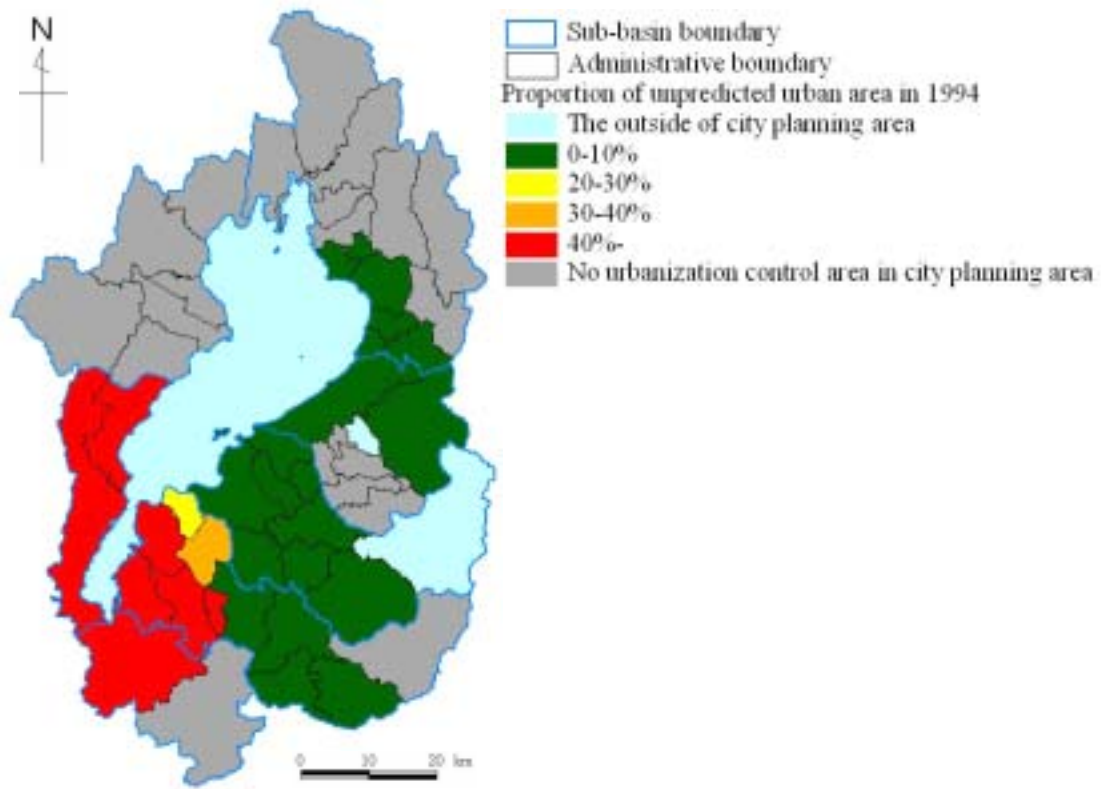 N
Sub-basin boundary
Administrative boundary
Proportion of unpredicted urban area in 1994
The outside of city planning area
0-10%
20-30%
30-40%
40%-
No urbanization control area in city planning area
0 10 20 km